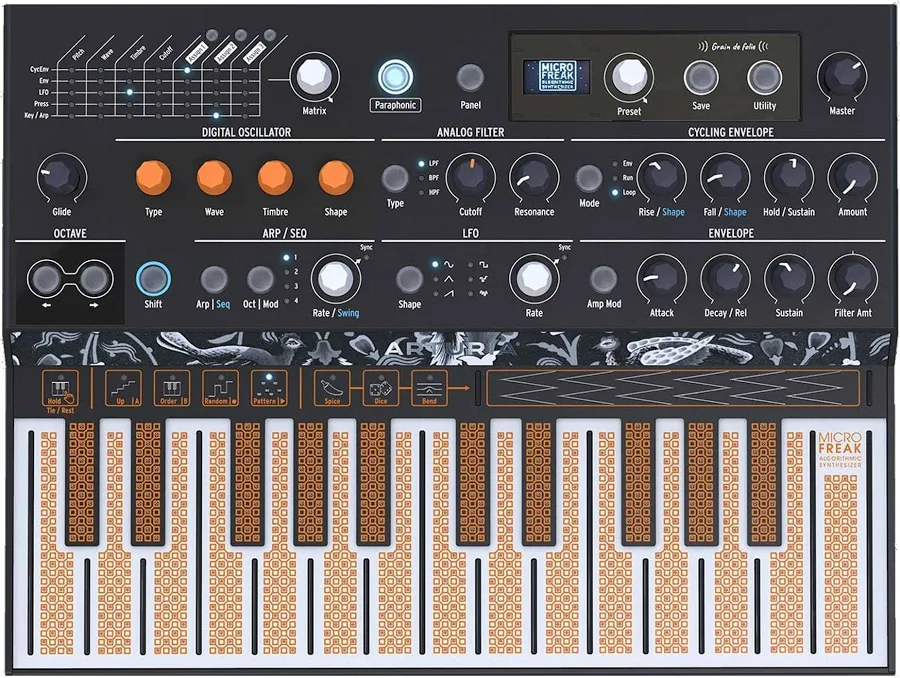 Pitch
Wave
Timbre
Cutoff
Assign 1
Assign 2
Assign 3
CycEnv
Env
LFO
Press
Key / Arp
Matrix
Paraphonic
Panel
Grain de folie
MICRO
FREAK
ALGORITHMIC
SYNTHESIZER
Preset
Save
Utility
Master
DIGITAL OSCILLATOR
ANALOG FILTER
CYCLING ENVELOPE
Glide
Type
Wave
Timbre
Shape
Type
LPF
BPF
HPF
Cutoff
Resonance
Mode
Env
Run
Loop
Rise / Shape
Fall / Shape
Hold / Sustain
Amount
OCTAVE
ARP / SEQ
LFO
ENVELOPE
Shift
Arp | Seq
Oct | Mod
1
2
3
4
Sync
Rate / Swing
Shape
Sync
Rate
Amp Mod
Attack
Decay / Rel
Sustain
Filter Amt
ARTURIA
Hold
Tie / Rest
Up | A
Order | B
Random |
Pattern |
Spice
Dice
Bend
MICRO
FREAK
ALGORITHMIC
SYNTHESIZER